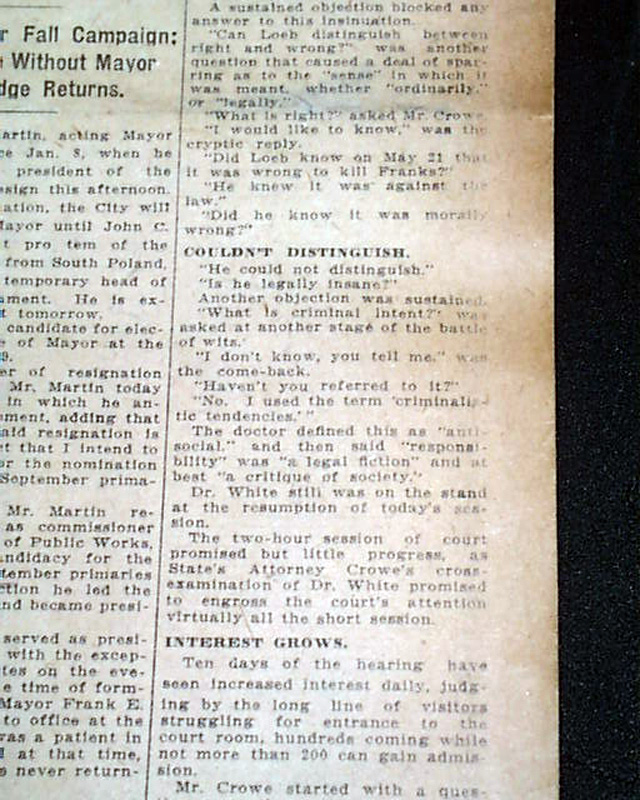 r Fall Campaign;
Without Mayor
dge Returns.
artin, acting Mayor
ce Jan. 8, when he
president of the
esign this afternoon.
ation, the City will
Mayor until John C.
t pro tem of the
from South Poland,
temporary head of
ament. He is ex-
t tomorrow.
candidate for elec-
e of Mayor at the
9.
er of resignation
Mr. Martin today
in which he an-
ment, adding that
aid resignation is
et that I intend to
or the nomination
September prima-
Mr. Martin re-
as commissioner
of Public Works,
andidacy for the
tember primaries
ction he led the
nd became presi-
served as presi-
with the excep-
tes on the eve-
e time of form-
Mayor Frank E.
to office at the
was a patient in
d at that time,
s never return-
A sustained objection blocked any
answer to this insinuation.
"Can Loeb distinguish between
right and wrong?" was another
question that caused a deal of spar-
ring as to the "sense" in which it
was meant, whether "ordinarily,"
or "legally."
"What is right?" asked Mr. Crowe.
"I would like to know," was the
cryptic reply.
"Did Loeb know on May 21 that
it was wrong to kill Franks?"
"He knew it was against the
law."
"Did he know it was morally
wrong?"
COULDN'T DISTINGUISH.
"He could not distinguish."
"Is he legally insane?"
Another objection was sustained.
"What is criminal intent?" was
asked at another stage of the battle
of wits.
"I don't know, you tell me," was
the come-back.
"Haven't you referred to it?"
"No. I used the term 'criminalis-
tic tendencies.'"
The doctor defined this as "anti-
social," and then said "responsi-
bility" was "a legal fiction" and at
best "a critique of society."
Dr. White still was on the stand
at the resumption of today's ses-
sion.
The two-hour session of court
promised but little progress, as
State's Attorney Crowe's cross-
examination of Dr. White promised
to engross the court's attention
virtually all the short session.
INTEREST GROWS.
Ten days of the hearing have
seen increased interest daily, judg-
ing by the long line of visitors
struggling for entrance to the
court room, hundreds coming while
not more than 200 can gain admis-
sion.
Mr. Crowe started with a ques-